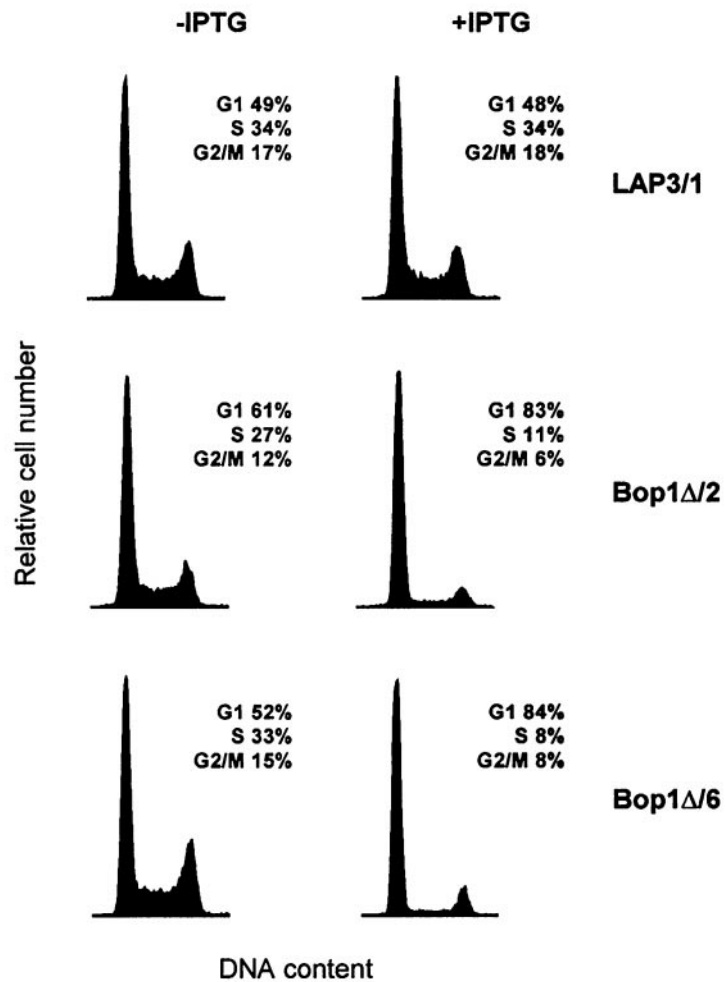 -IPTG
+IPTG
G1 49%
S 34%
G2/M 17%
G1 48%
S 34%
G2/M 18%
LAP3/1
Relative cell number
G1 61%
S 27%
G2/M 12%
G1 83%
S 11%
G2/M 6%
Bop1Δ/2
G1 52%
S 33%
G2/M 15%
G1 84%
S 8%
G2/M 8%
Bop1Δ/6
DNA content